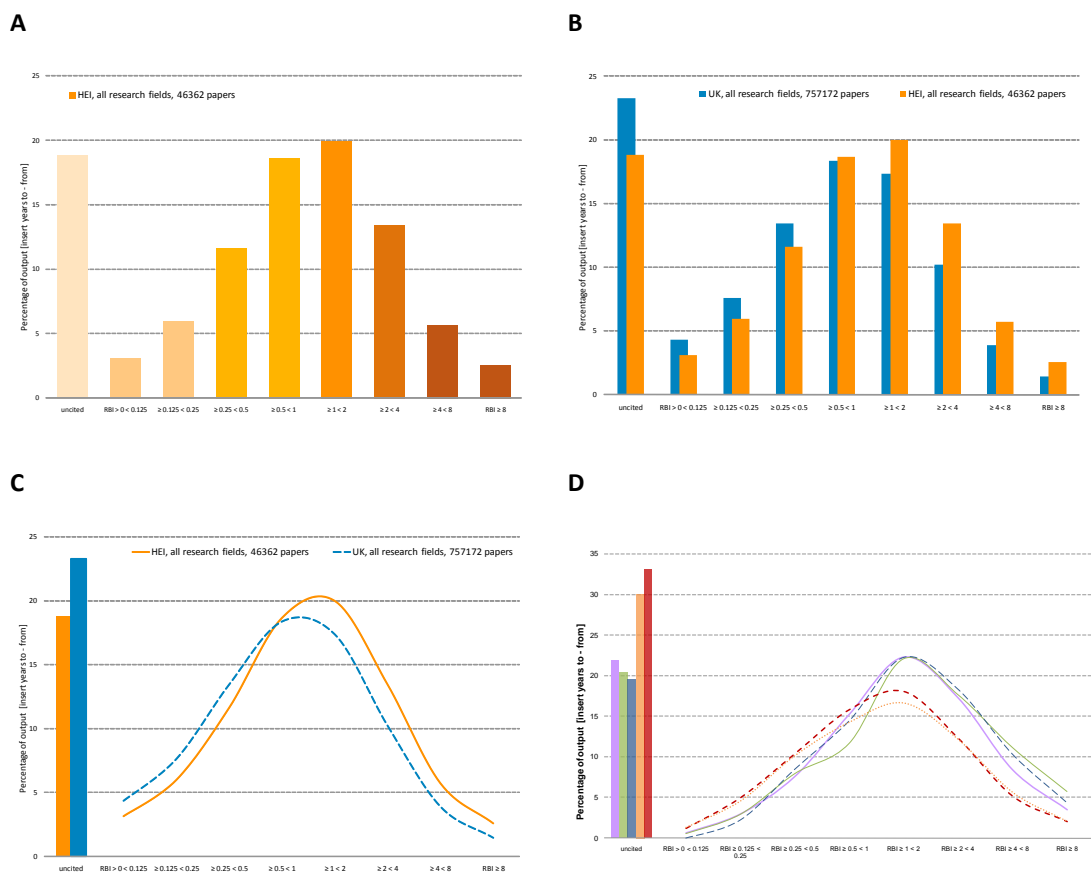 A
25
20
15
10
5
0
Percentage of output [insert years to - from]
HEI, all research fields, 46362 papers
uncited RBI > 0 < 0.125 ≥ 0.125 < 0.25 ≥ 0.25 < 0.5 ≥ 0.5 < 1 ≥ 1 < 2 ≥ 2 < 4 ≥ 4 < 8 RBI ≥ 8
B
25
20
15
10
5
0
Percentage of output [insert years to - from]
UK, all research fields, 757172 papers HEI, all research fields, 46362 papers
uncited RBI > 0 < 0.125 ≥ 0.125 < 0.25 ≥ 0.25 < 0.5 ≥ 0.5 < 1 ≥ 1 < 2 ≥ 2 < 4 ≥ 4 < 8 RBI ≥ 8
C
25
20
15
10
5
0
Percentage of output [insert years to - from]
HEI, all research fields, 46362 papers UK, all research fields, 757172 papers
uncited RBI > 0 < 0.125 ≥ 0.125 < 0.25 ≥ 0.25 < 0.5 ≥ 0.5 < 1 ≥ 1 < 2 ≥ 2 < 4 ≥ 4 < 8 RBI ≥ 8
D
35
30
25
20
15
10
5
0
Percentage of output [insert years to - from]
uncited RBI > 0 < 0.125 RBI ≥ 0.125 < RBI ≥ 0.25 < 0.5 RBI ≥ 0.5 < 1 RBI ≥ 1 < 2 RBI ≥ 2 < 4 RBI ≥ 4 < 8 RBI ≥ 8
0.25